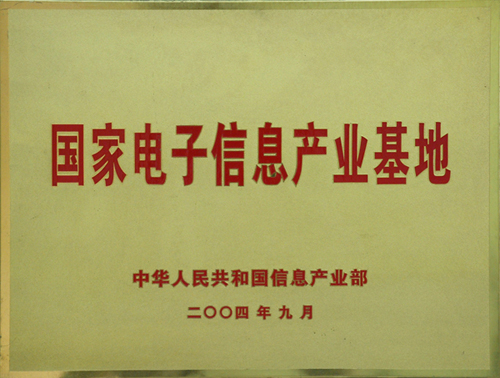 国家电子信息产业基地
中华人民共和国信息产业部
二〇〇四年九月